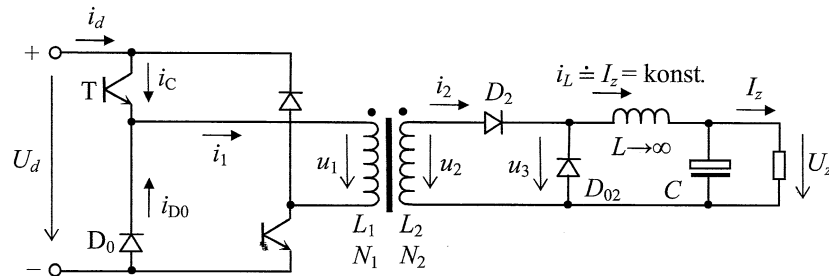 i_d
+
T
i_C
i_1
U_d
i_D0
D_0
−
u_1
L_1
N_1
u_2
L_2
N_2
i_2
D_2
u_3
D_02
i_L ≐ I_z = konst.
L→∞
I_z
C
U_z